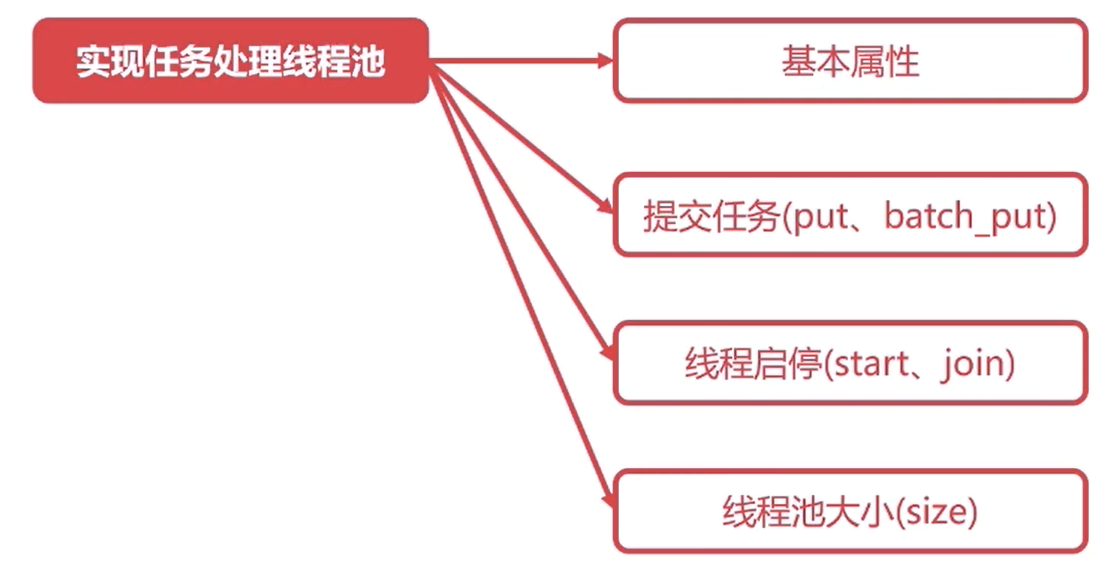 实现任务处理线程池
基本属性
提交任务(put、batch_put)
线程启停(start、join)
线程池大小(size)